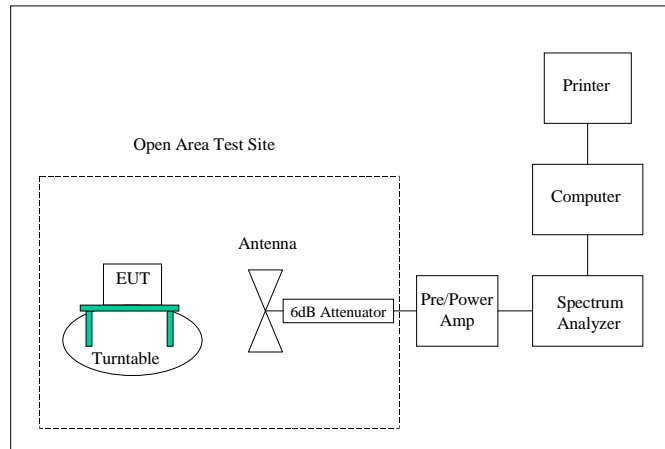 Printer
Open Area Test Site
Computer
Antenna
EUT
6dB Attenuator
Pre/Power
Amp
Spectrum
Analyzer
Turntable